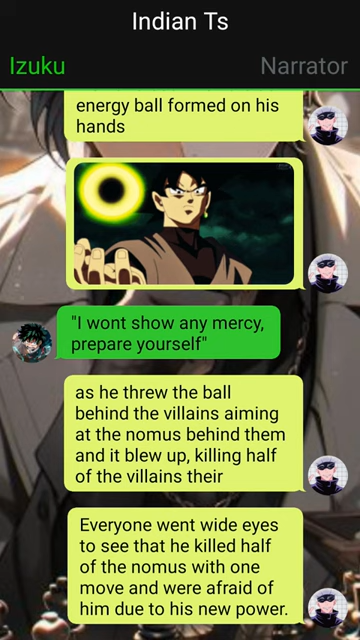 Indian Ts
Izuku
Narrator
energy ball formed on his
hands
"I wont show any mercy,
prepare yourself"
as he threw the ball
behind the villains aiming
at the nomus behind them
and it blew up, killing half
of the villains their
Everyone went wide eyes
to see that he killed half
of the nomus with one
move and were afraid of
him due to his new power.